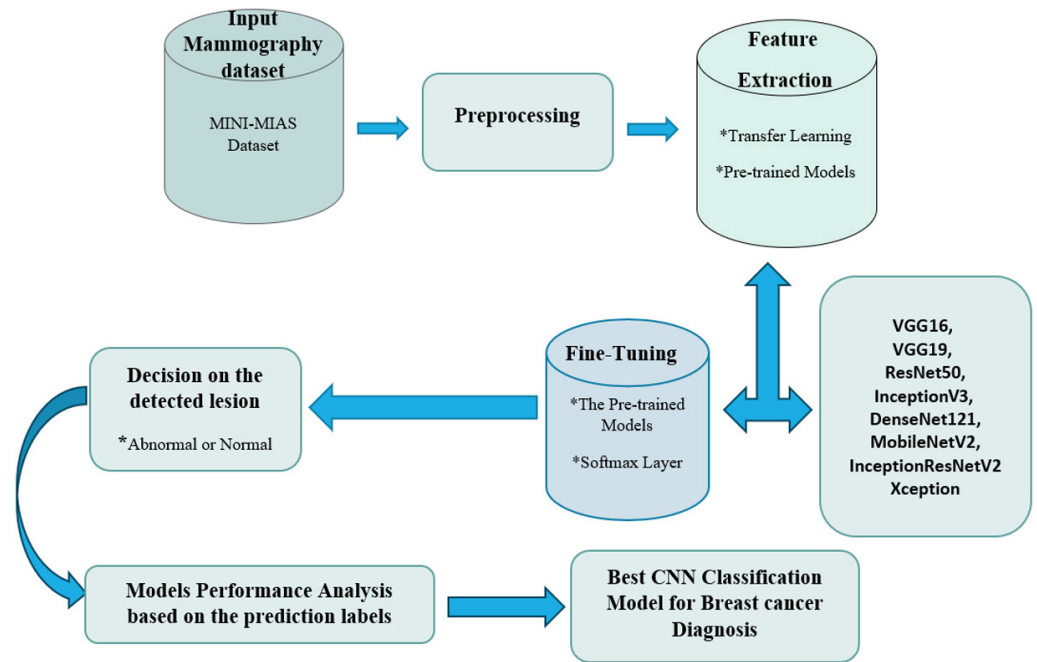 Input
Mammography
dataset
MINI-MIAS
Dataset
Preprocessing
Feature
Extraction
*Transfer Learning
*Pre-trained Models
VGG16,
VGG19,
ResNet50,
InceptionV3,
DenseNet121,
MobileNetV2,
InceptionResNetV2
Xception
Fine-Tuning
*The Pre-trained
Models
*Softmax Layer
Decision on the
detected lesion
*Abnormal or Normal
Models Performance Analysis
based on the prediction labels
Best CNN Classification
Model for Breast cancer
Diagnosis